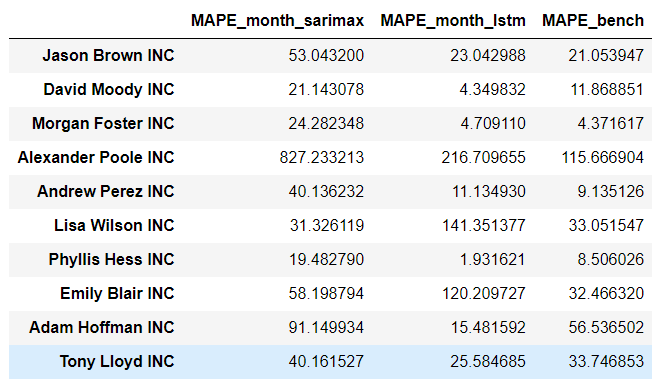 MAPE_month_sarimax MAPE_month_lstm MAPE_bench
Jason Brown INC 53.043200 23.042988 21.053947
David Moody INC 21.143078 4.349832 11.868851
Morgan Foster INC 24.282348 4.709110 4.371617
Alexander Poole INC 827.233213 216.709655 115.666904
Andrew Perez INC 40.136232 11.134930 9.135126
Lisa Wilson INC 31.326119 141.351377 33.051547
Phyllis Hess INC 19.482790 1.931621 8.506026
Emily Blair INC 58.198794 120.209727 32.466320
Adam Hoffman INC 91.149934 15.481592 56.536502
Tony Lloyd INC 40.161527 25.584685 33.746853